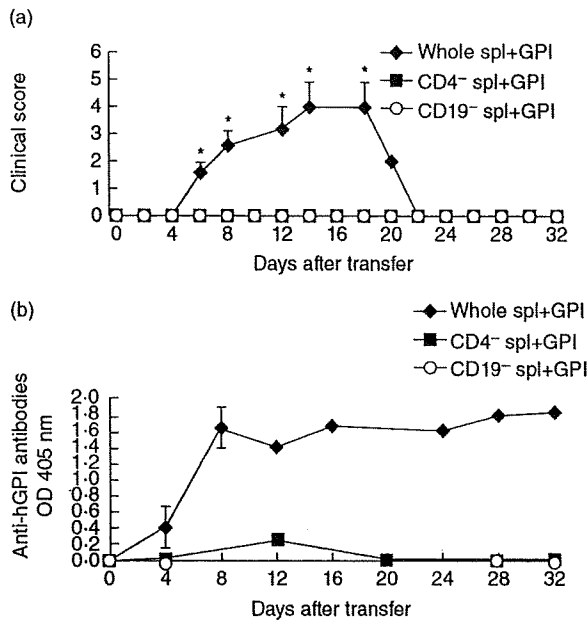 (a)
Whole spl+GPI
CD4⁻ spl+GPI
CD19⁻ spl+GPI
Clinical score
6
5
4
3
2
1
0
* * * * *
0 4 8 12 16 20 24 28 32
Days after transfer
(b)
Whole spl+GPI
CD4⁻ spl+GPI
CD19⁻ spl+GPI
Anti-hGPI antibodies
OD 405 nm
2·0
1·8
1·6
1·4
1·2
1·0
0·8
0·6
0·4
0·2
0·0
0 4 8 12 16 20 24 28 32
Days after transfer